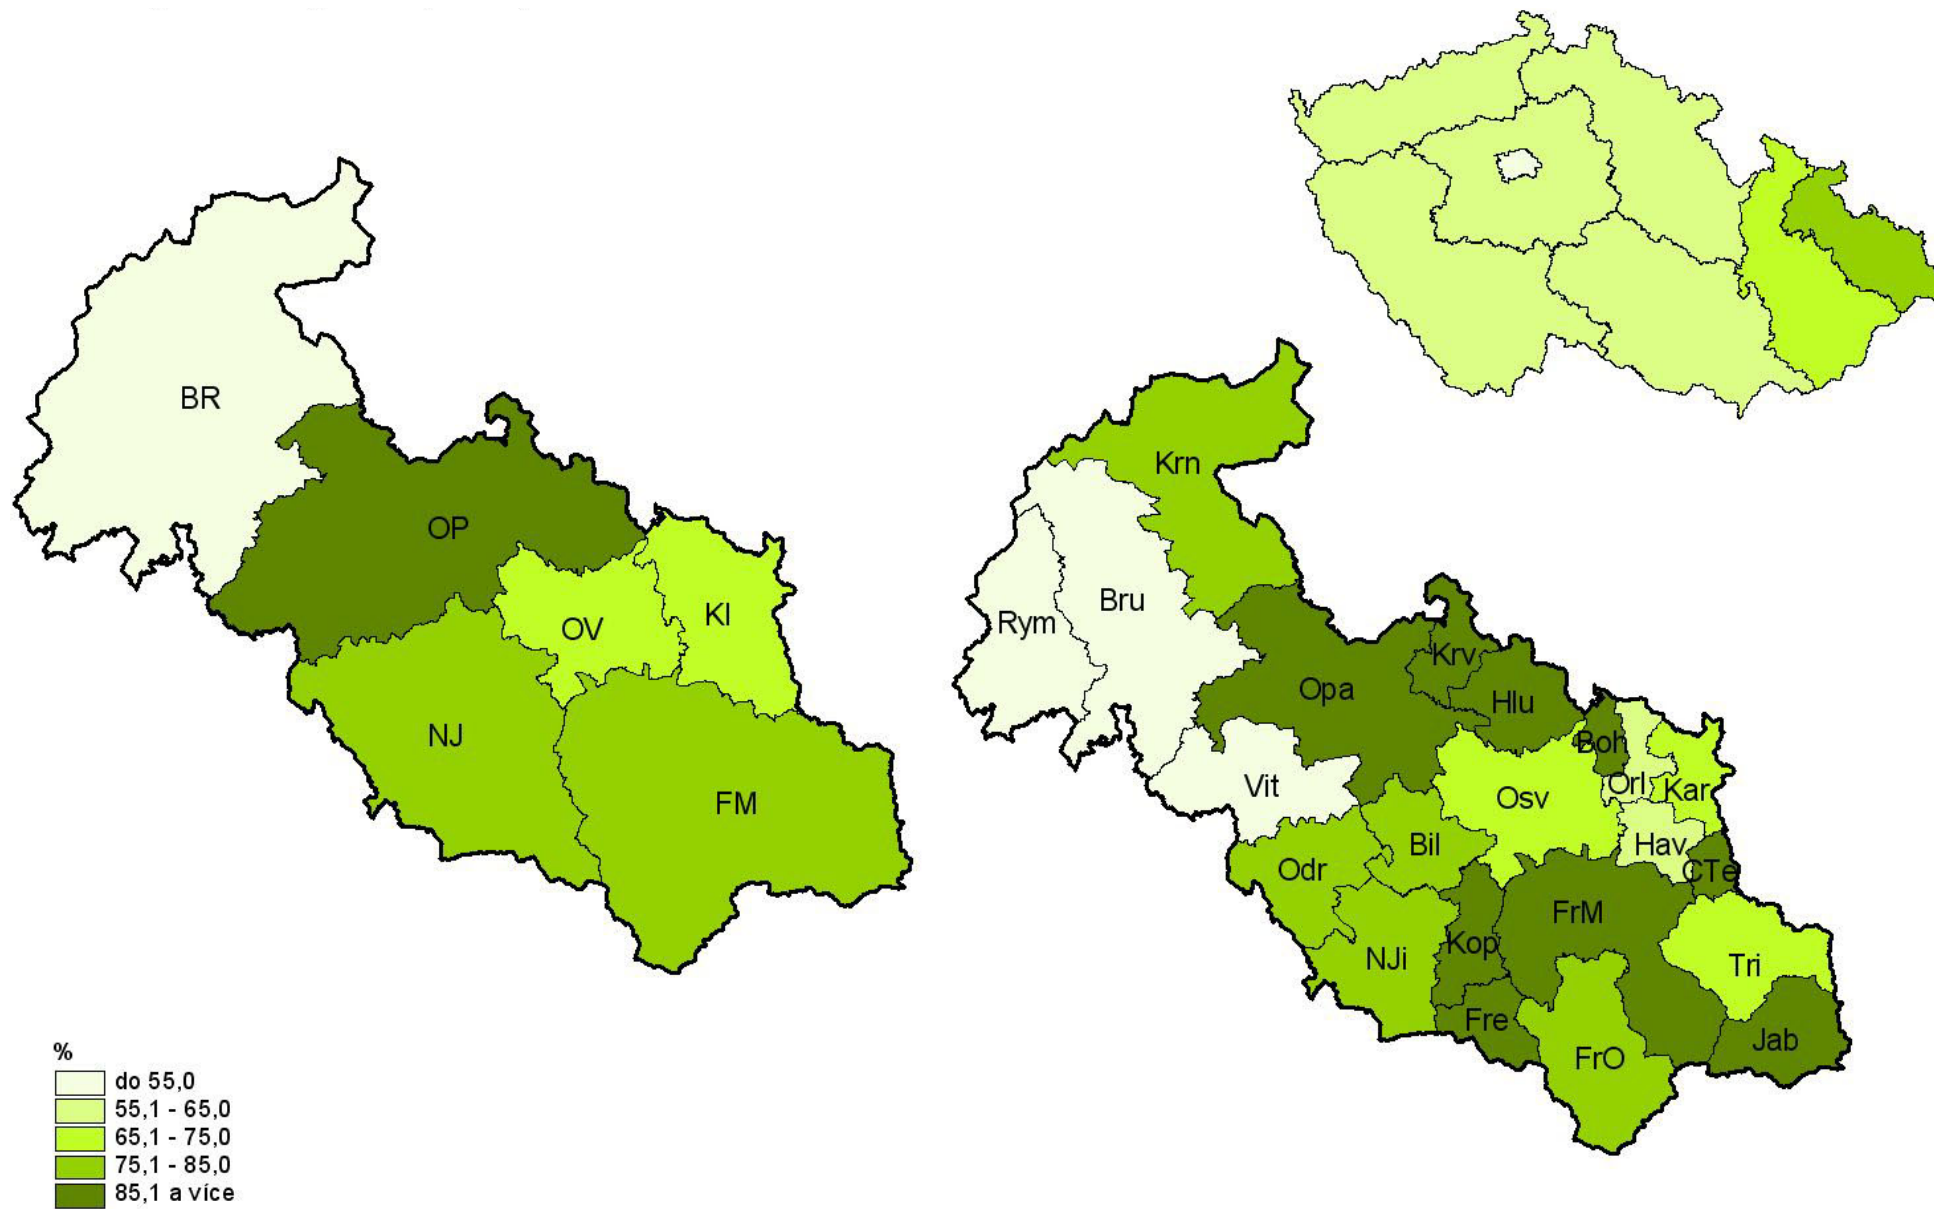 BR
OP
OV
KI
NJ
FM
Krn
Bru
Rym
Krv
Opa
Hlu
Boh
Vit
Orl
Kar
Osv
Bil
Hav
Odr
CTe
FrM
Kop
NJi
Tri
Fre
Jab
FrO
%
do 55,0
55,1 - 65,0
65,1 - 75,0
75,1 - 85,0
85,1 a více